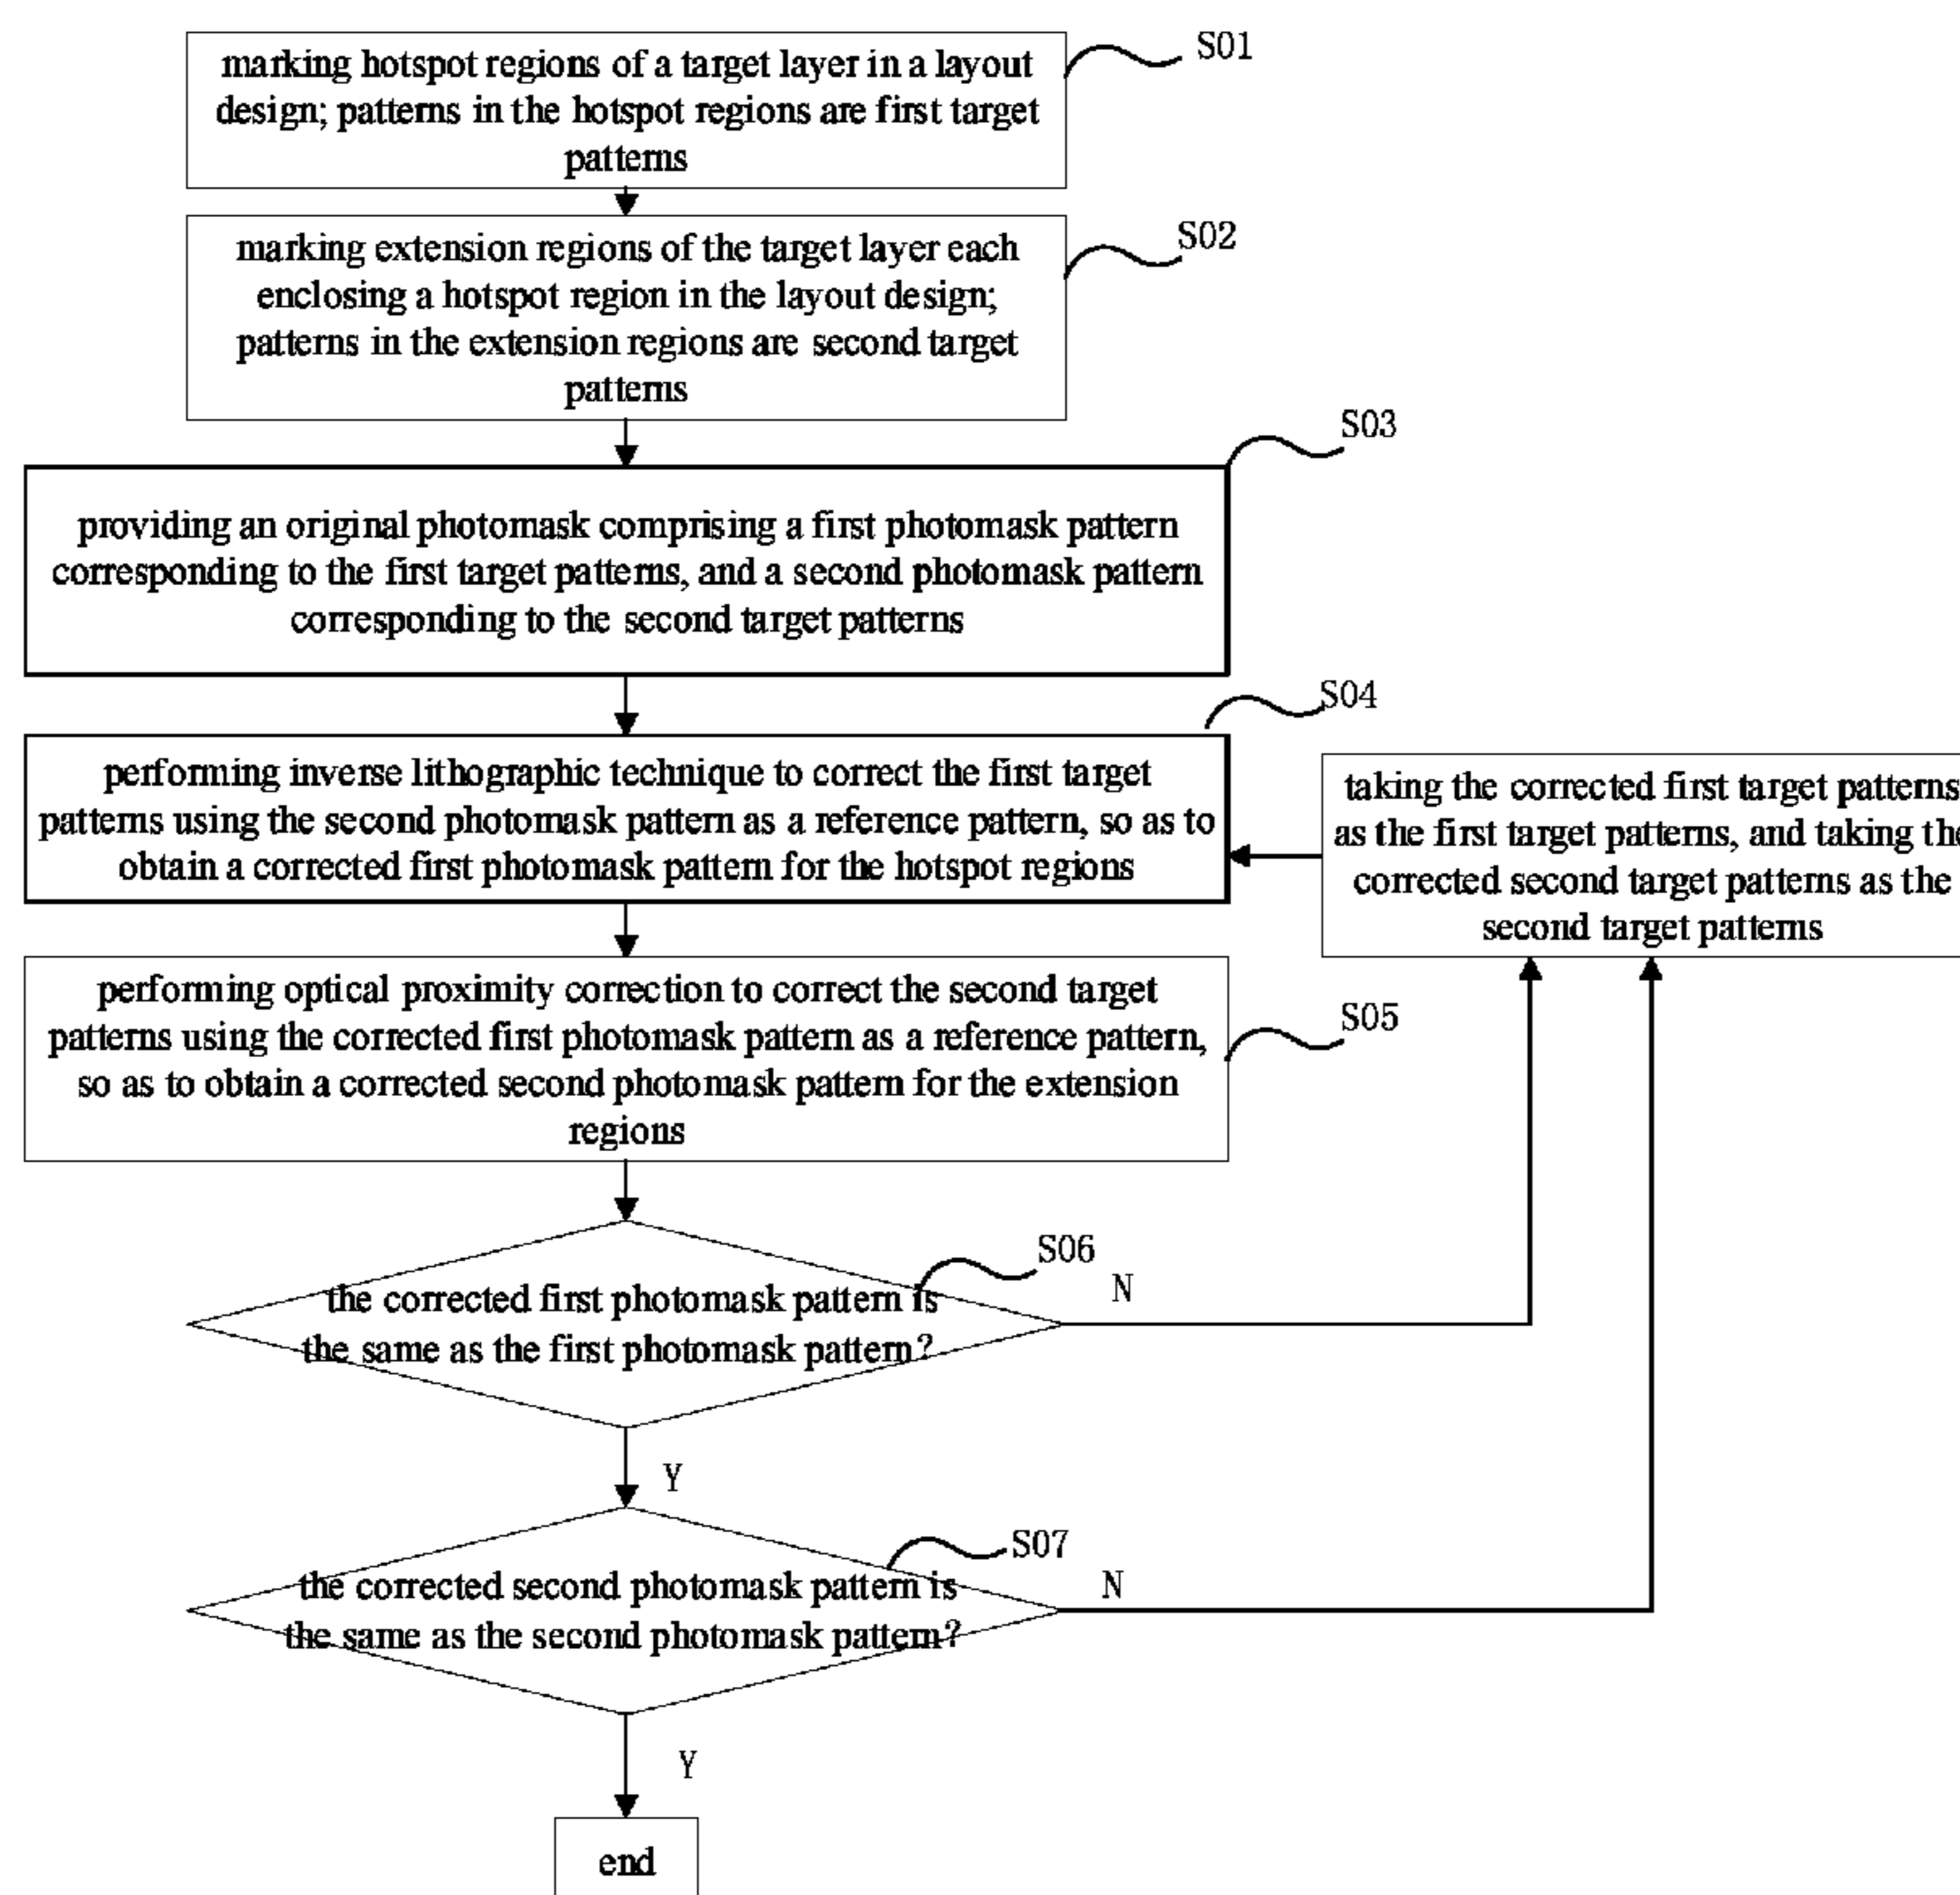 marking hotspot regions of a target layer in a layout
design; patterns in the hotspot regions are first target
patterns
S01
marking extension regions of the target layer each
enclosing a hotspot region in the layout design;
patterns in the extension regions are second target
patterns
S02
providing an original photomask comprising a first photomask pattern
corresponding to the first target patterns, and a second photomask pattern
corresponding to the second target patterns
S03
performing inverse lithographic technique to correct the first target
patterns using the second photomask pattern as a reference pattern, so as to
obtain a corrected first photomask pattern for the hotspot regions
S04
taking the corrected first target patterns
as the first target patterns, and taking the
corrected second target patterns as the
second target patterns
performing optical proximity correction to correct the second target
patterns using the corrected first photomask pattern as a reference pattern,
so as to obtain a corrected second photomask pattern for the extension
regions
S05
the corrected first photomask pattern is
the same as the first photomask pattern?
S06
N
Y
the corrected second photomask pattern is
the same as the second photomask pattern?
S07
N
Y
end